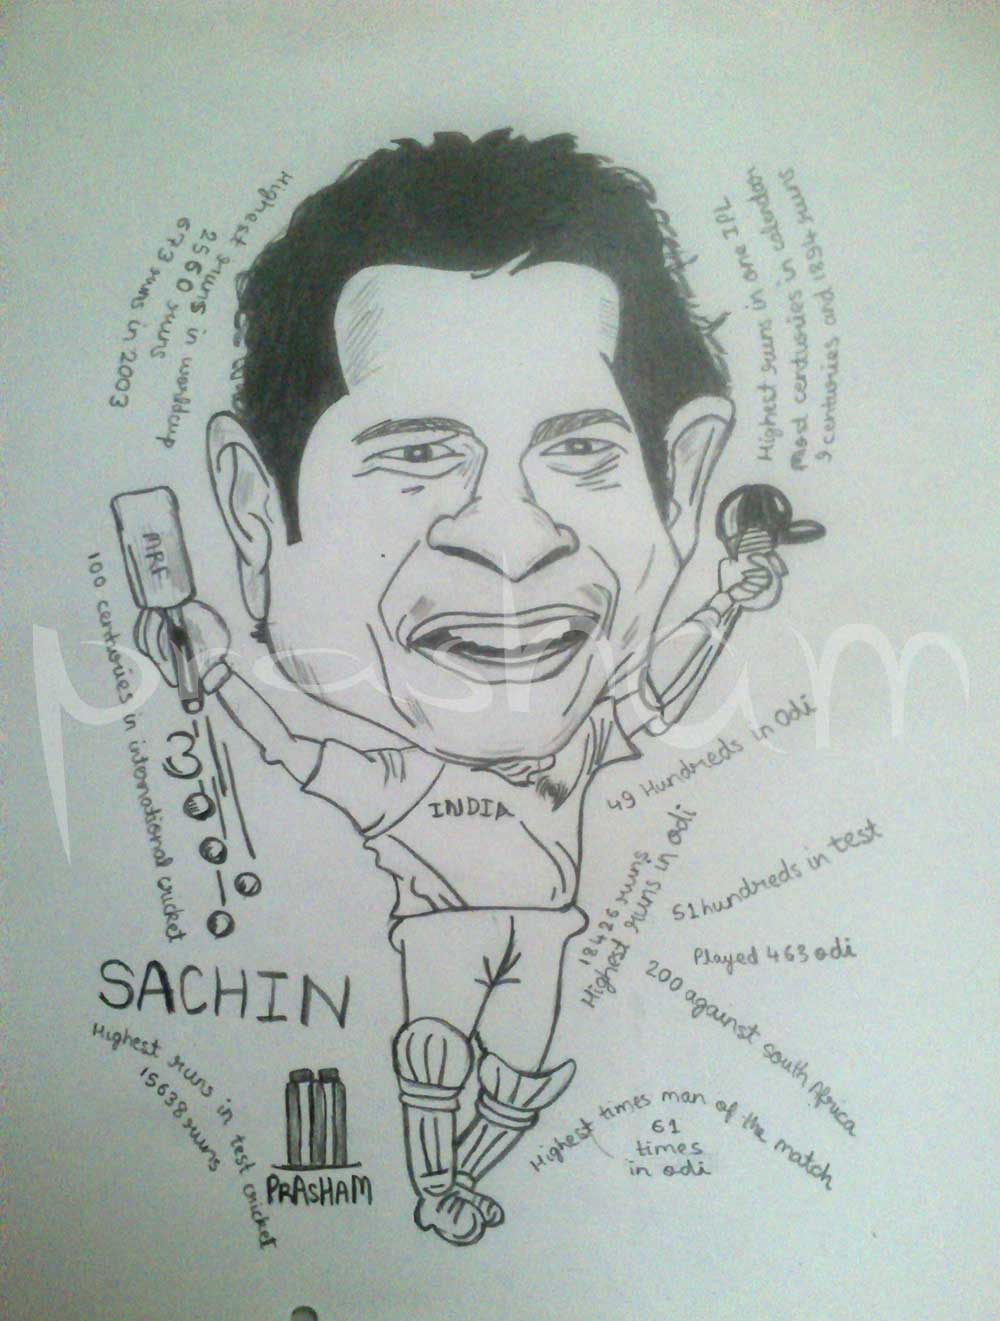 Highest runs in worldcup
2560 runs
673 runs in 2003
Highest runs in one IPL
Most centuries in calendar
9 centuries and 1894 runs
MRF
100 centuries in international cricket
prasham
INDIA
49 Hundreds in Odi
18426 runs
Highest runs in odi
51 hundreds in test
Played 463 odi
200 against south Africa
SACHIN
Highest runs in test cricket
15638 runs
PRASHAM
Highest times man of the match
61
times
in odi